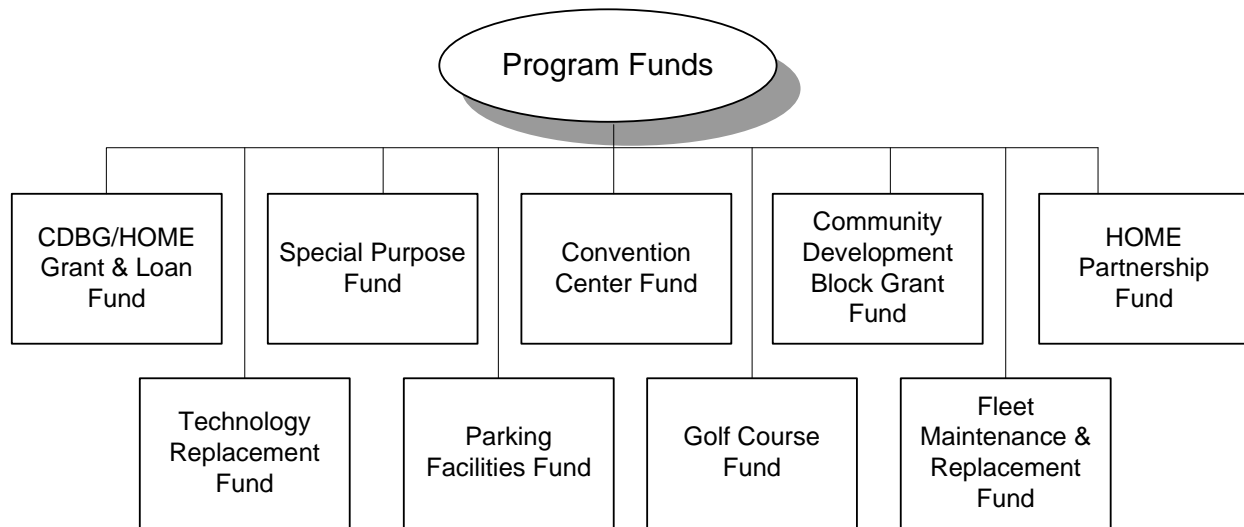 Program Funds
CDBG/HOME
Grant & Loan
Fund
Special Purpose
Fund
Convention
Center Fund
Community
Development
Block Grant
Fund
HOME
Partnership
Fund
Technology
Replacement
Fund
Parking
Facilities Fund
Golf Course
Fund
Fleet
Maintenance &
Replacement
Fund